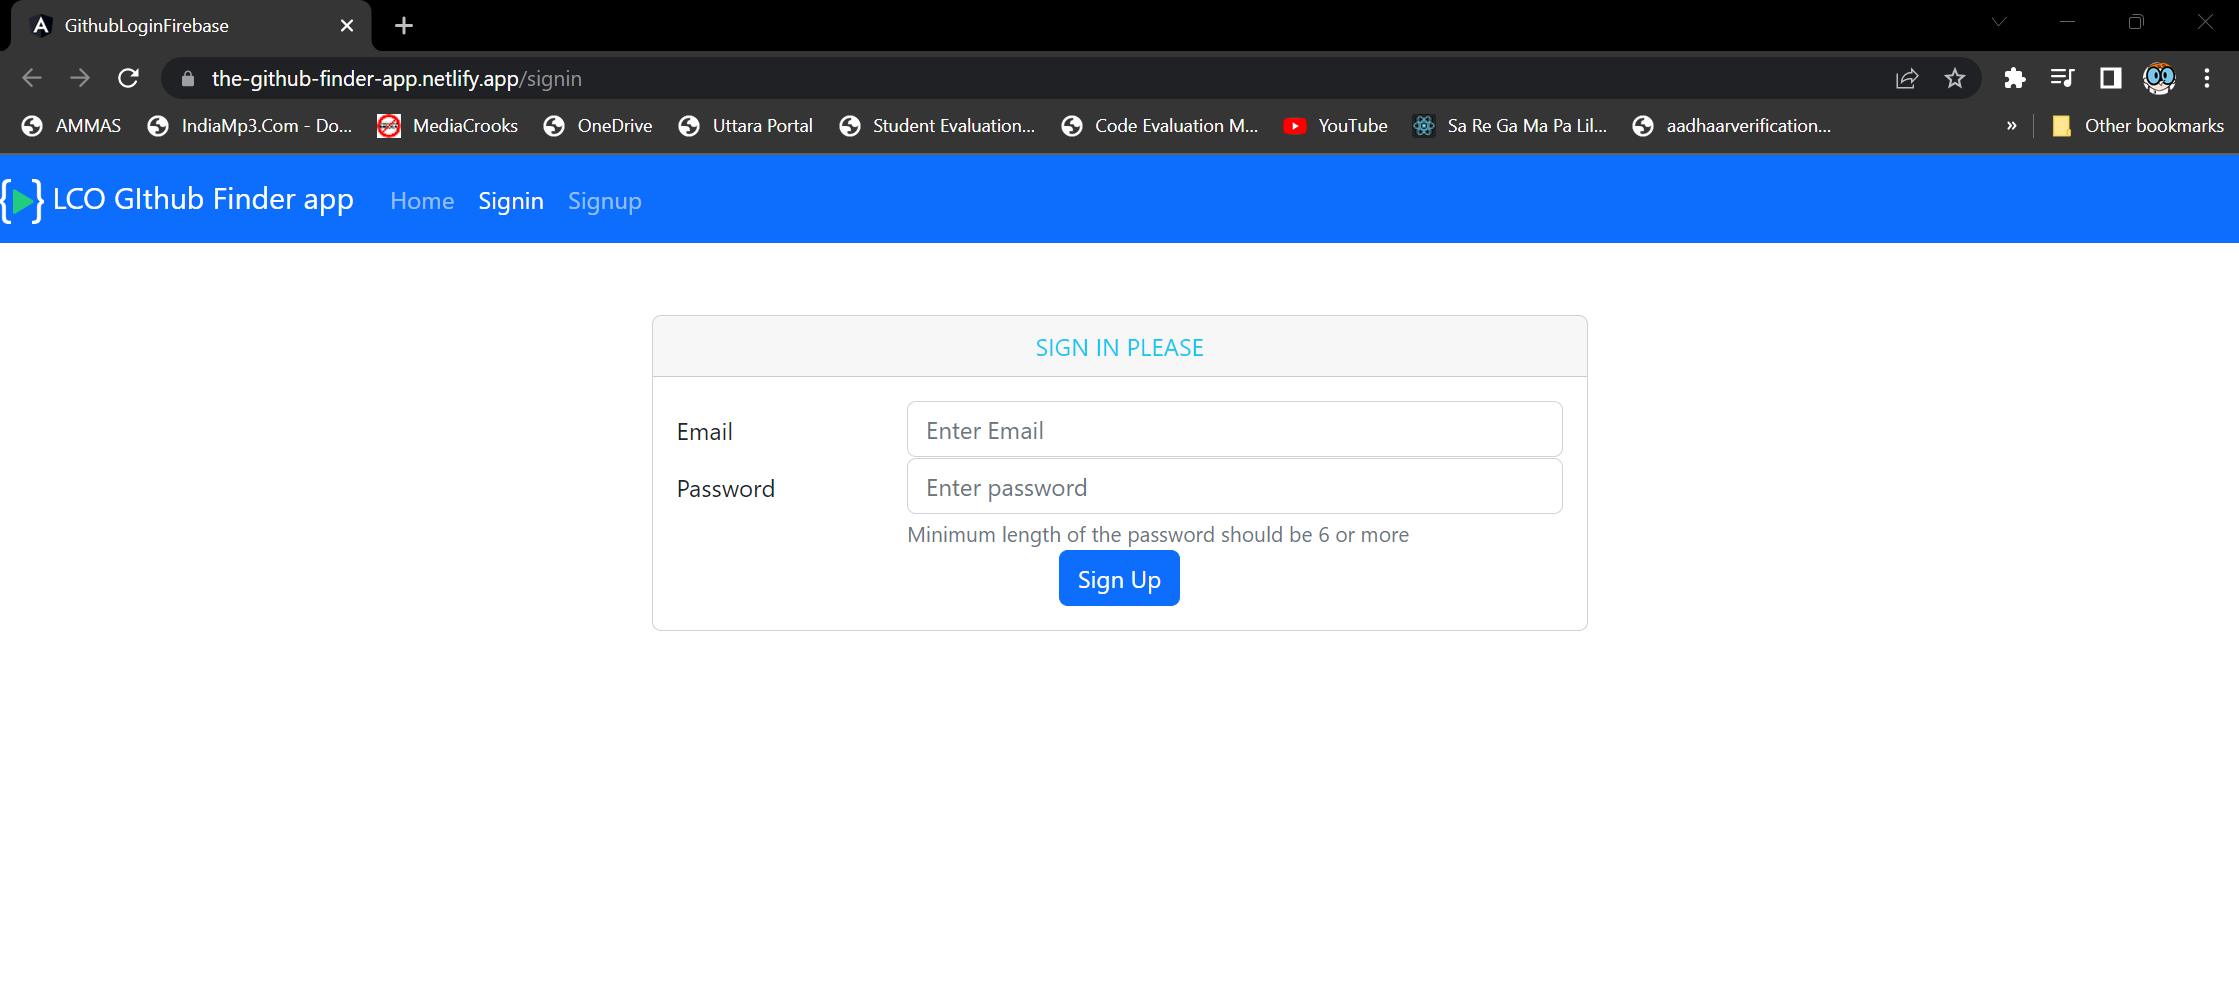 GithubLoginFirebase
the-github-finder-app.netlify.app/signin
AMMAS IndiaMp3.Com - Do... MediaCrooks OneDrive Uttara Portal Student Evaluation... Code Evaluation M... YouTube Sa Re Ga Ma Pa Lil... aadhaarverification... » Other bookmarks
LCO GIthub Finder app Home Signin Signup
SIGN IN PLEASE
Email Enter Email
Password Enter password
Minimum length of the password should be 6 or more
Sign Up